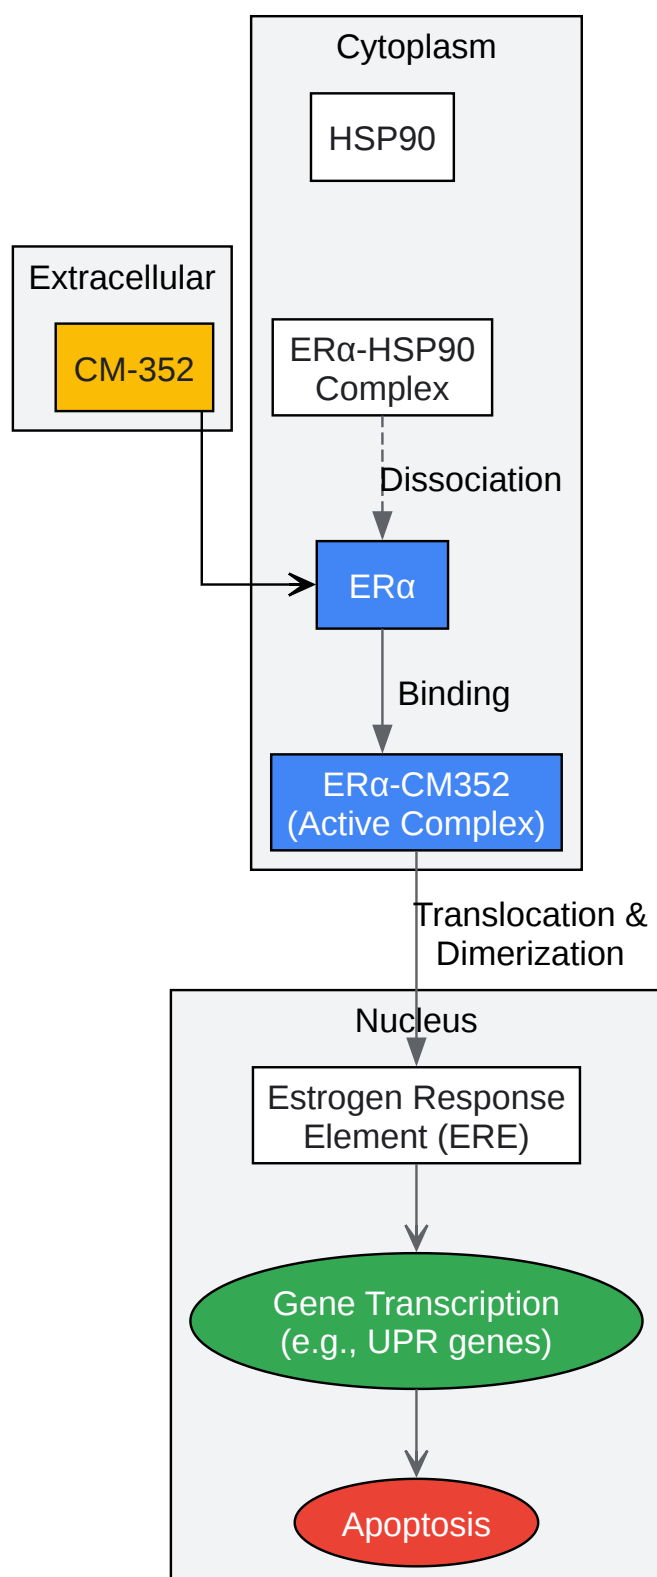 Cytoplasm
HSP90
Extracellular
CM-352
ERα-HSP90
Complex
Dissociation
ERα
Binding
ERα-CM352
(Active Complex)
Translocation &
Dimerization
Nucleus
Estrogen Response
Element (ERE)
Gene Transcription
(e.g., UPR genes)
Apoptosis